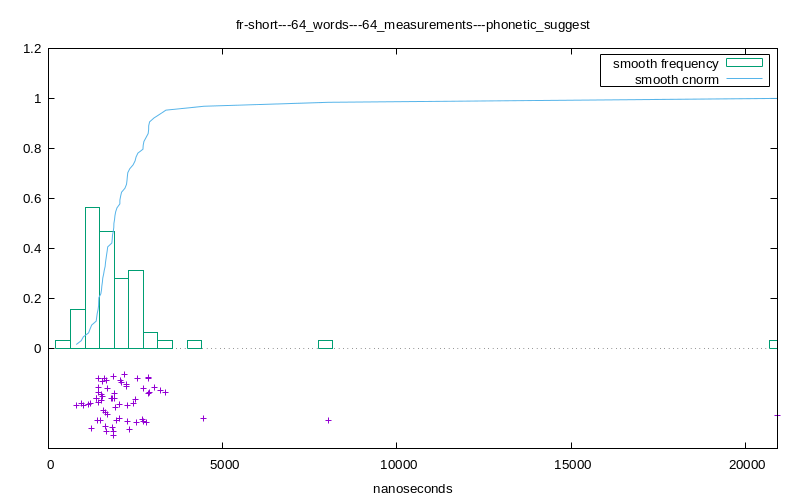 fr-short---64_words---64_measurements---phonetic_suggest
smooth frequency
smooth cnorm
1.2
1
0.8
0.6
0.4
0.2
0
0 5000 10000 15000 20000
nanoseconds